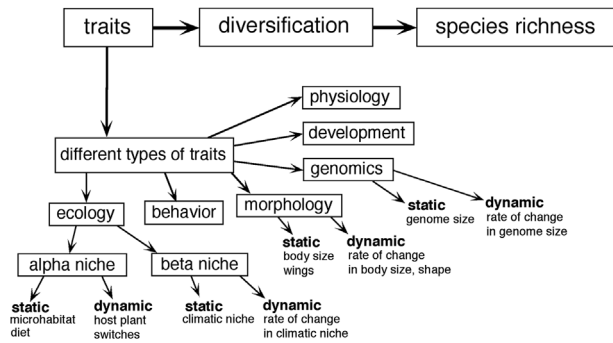 traits
diversification
species richness
physiology
development
different types of traits
genomics
static
genome size
dynamic
rate of change
in genome size
ecology
behavior
morphology
static
body size
wings
dynamic
rate of change
in body size, shape
alpha niche
beta niche
static
microhabitat
diet
dynamic
host plant
switches
static
climatic niche
dynamic
rate of change
in climatic niche